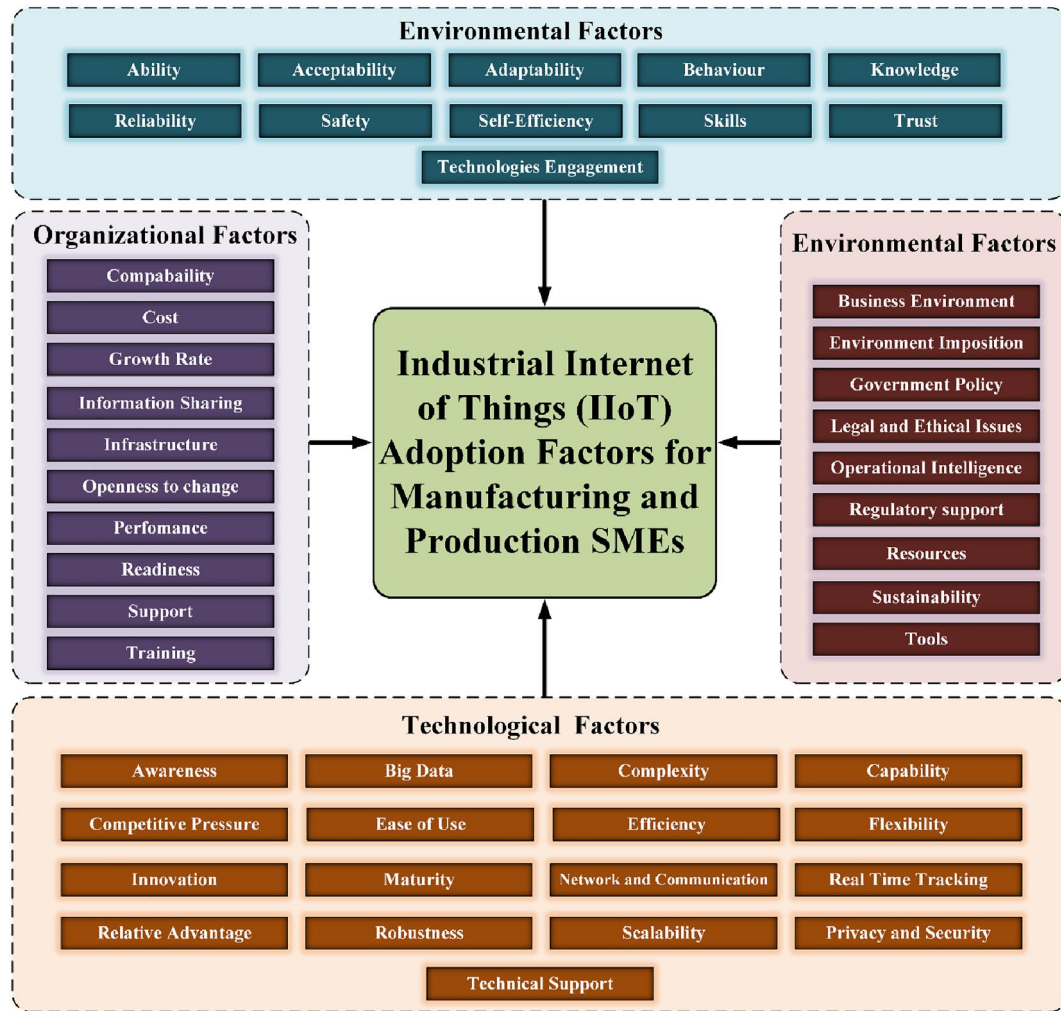 Environmental Factors
Ability
Acceptability
Adaptability
Behaviour
Knowledge
Reliability
Safety
Self-Efficiency
Skills
Trust
Technologies Engagement
Organizational Factors
Compabaility
Cost
Growth Rate
Information Sharing
Infrastructure
Openness to change
Perfomance
Readiness
Support
Training
Industrial Internet
of Things (IIoT)
Adoption Factors for
Manufacturing and
Production SMEs
Environmental Factors
Business Environment
Environment Imposition
Government Policy
Legal and Ethical Issues
Operational Intelligence
Regulatory support
Resources
Sustainability
Tools
Technological Factors
Awareness
Big Data
Complexity
Capability
Competitive Pressure
Ease of Use
Efficiency
Flexibility
Innovation
Maturity
Network and Communication
Real Time Tracking
Relative Advantage
Robustness
Scalability
Privacy and Security
Technical Support